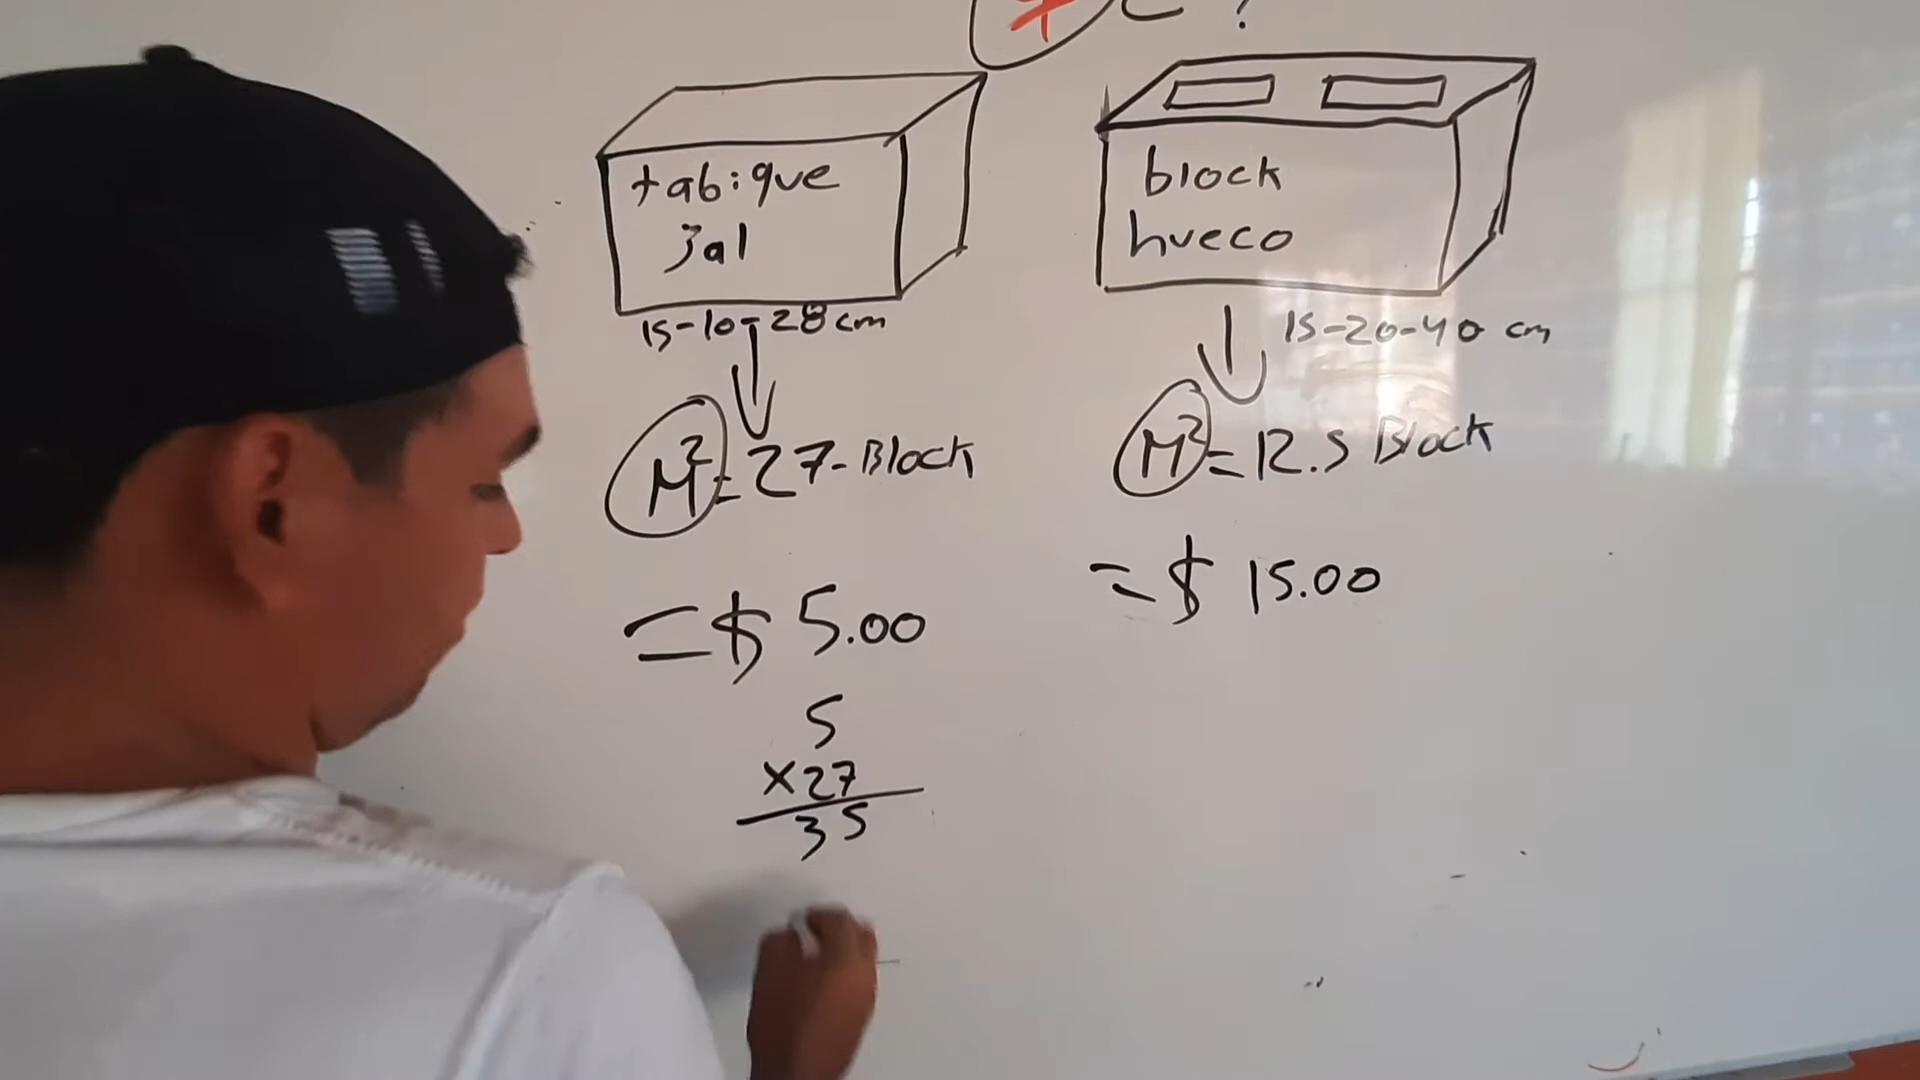 tabique
Jal
15-10-28 cm
M²=27-Block
=$ 5.00
5
x27
35
block
hueco
15-20-40 cm
M²=12.5 Block
=$ 15.00